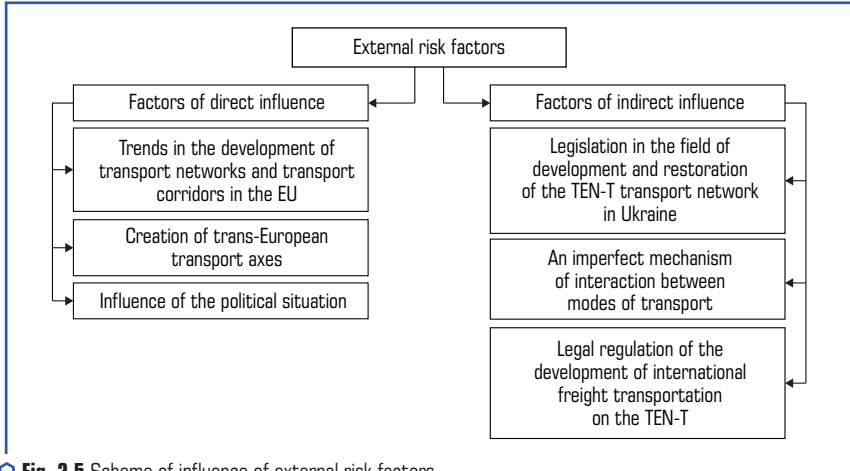 External risk factors
Factors of direct influence
Trends in the development of
transport networks and transport
corridors in the EU
Creation of trans-European
transport axes
Influence of the political situation
Factors of indirect influence
Legislation in the field of
development and restoration
of the TEN-T transport network
in Ukraine
An imperfect mechanism
of interaction between
modes of transport
Legal regulation of the
development of international
freight transportation
on the TEN-T
Fig. 2.5 Scheme of influence of external risk factors